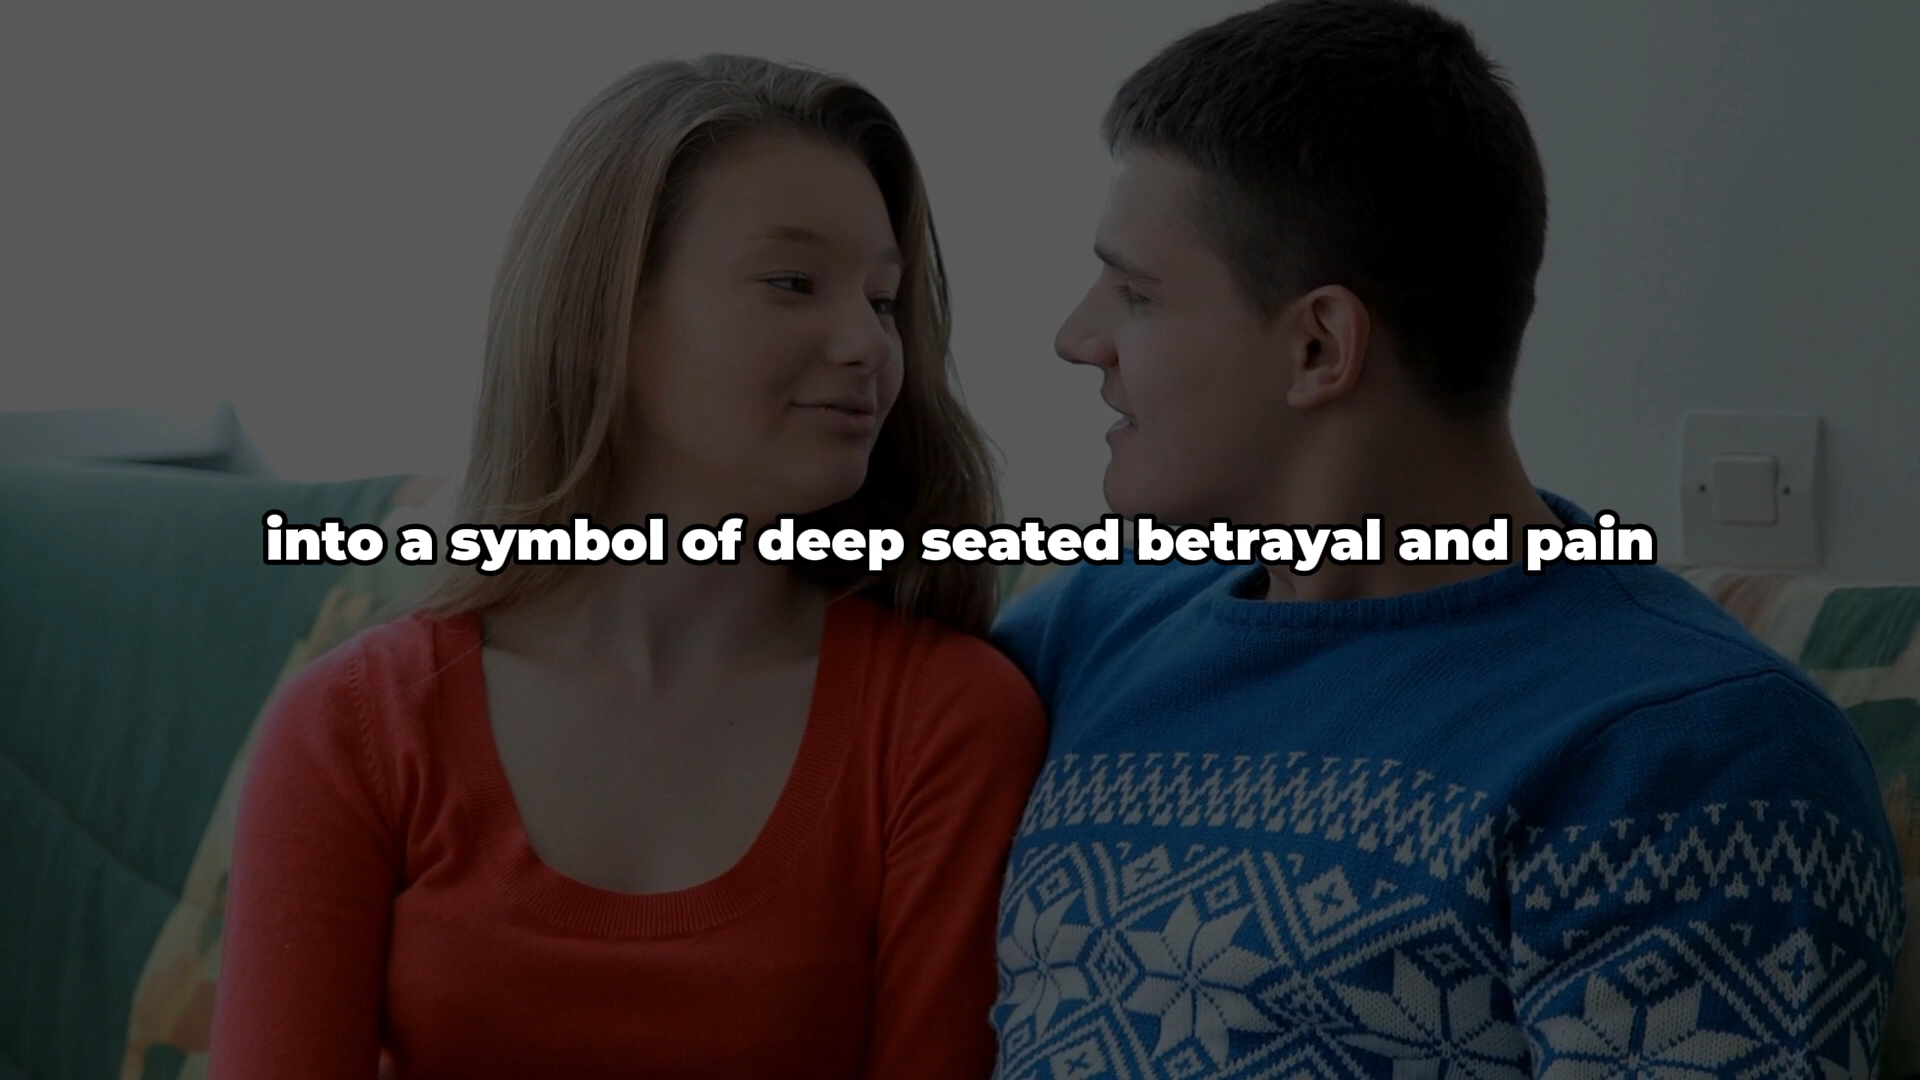 into a symbol of deep seated betrayal and pain